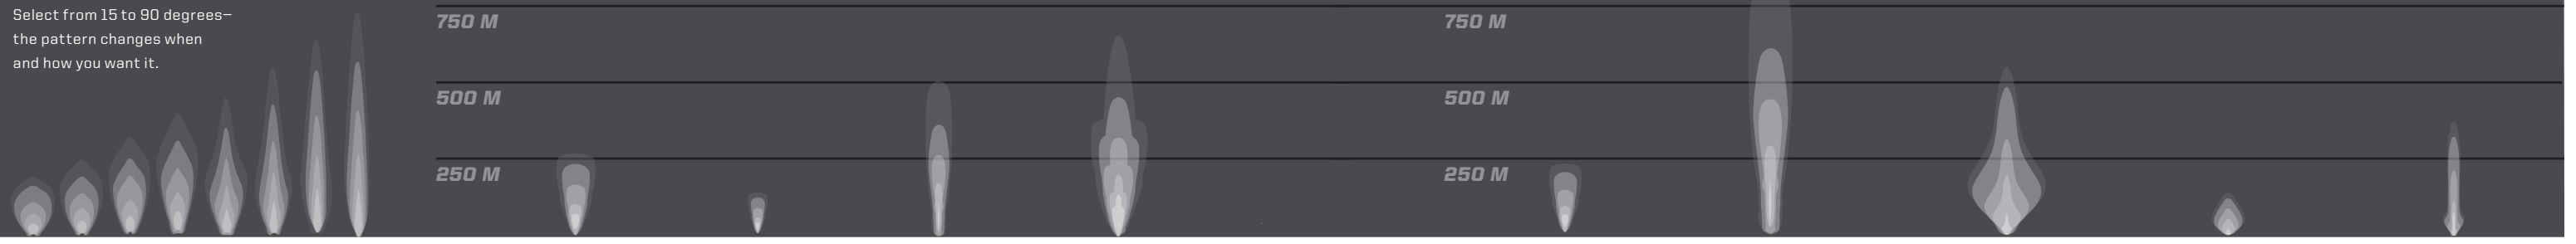 Select from 15 to 90 degrees—
the pattern changes when
and how you want it.
750 M
500 M
250 M
750 M
500 M
250 M